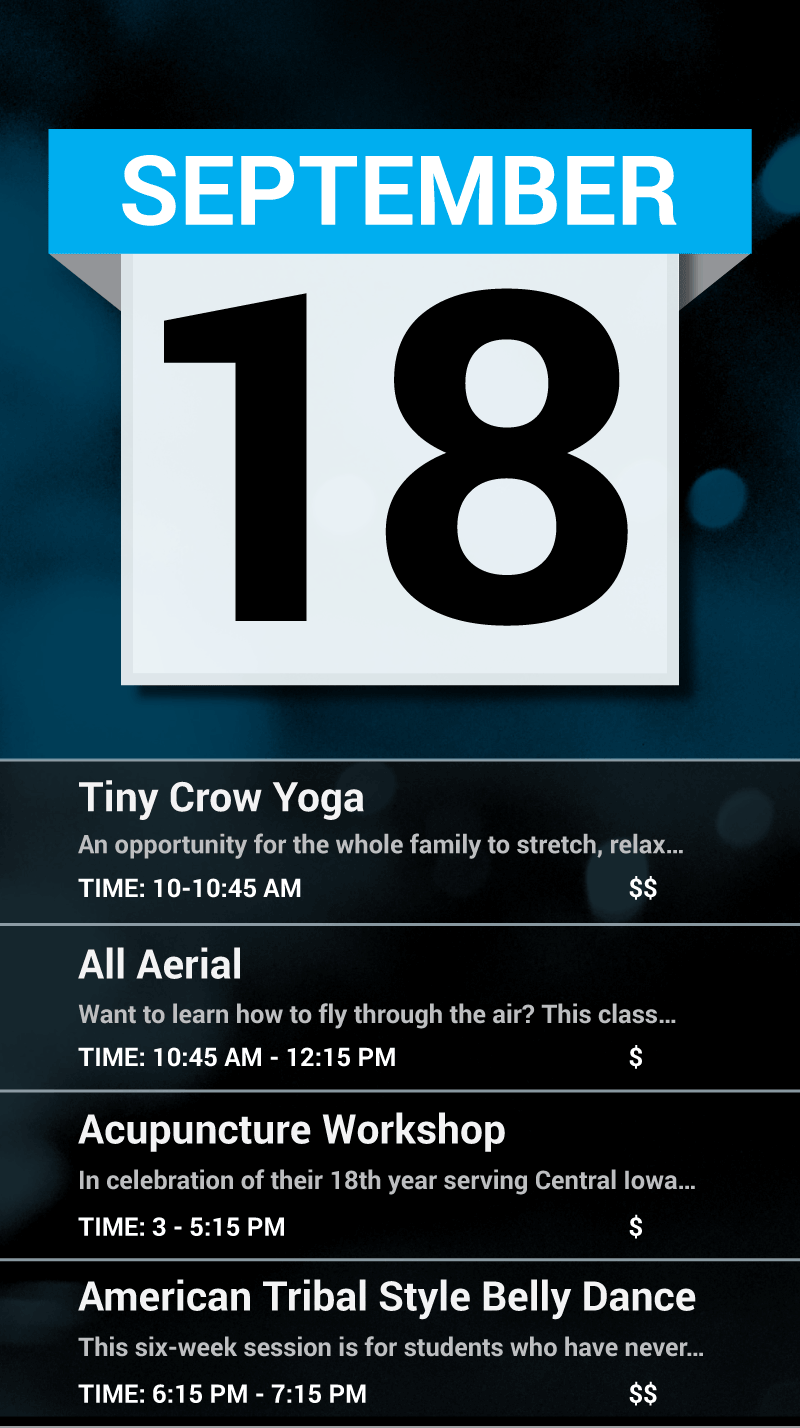 SEPTEMBER
18
Tiny Crow Yoga
An opportunity for the whole family to stretch, relax...
TIME: 10-10:45 AM $$
All Aerial
Want to learn how to fly through the air? This class...
TIME: 10:45 AM - 12:15 PM $
Acupuncture Workshop
In celebration of their 18th year serving Central Iowa...
TIME: 3 - 5:15 PM $
American Tribal Style Belly Dance
This six-week session is for students who have never...
TIME: 6:15 PM - 7:15 PM $$